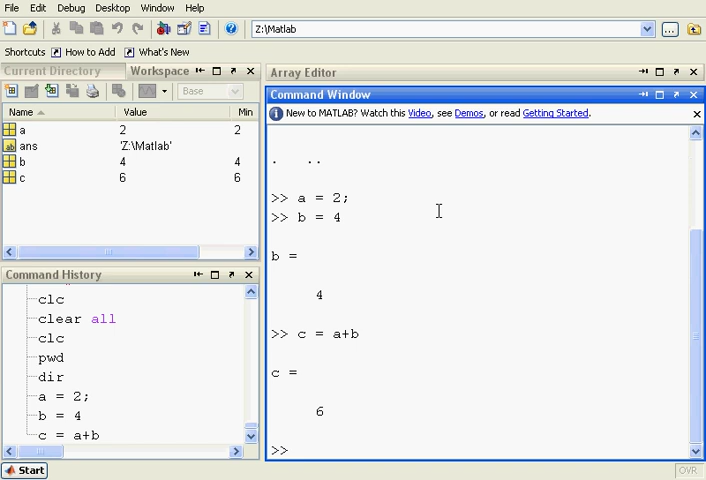 File Edit Debug Desktop Window Help
Z:\Matlab
Shortcuts How to Add What's New
Current Directory Workspace
Base
Name Value Min
a 2 2
ans 'Z:\Matlab'
b 4 4
c 6 6
Command History
clc
clear all
clc
pwd
dir
a = 2;
b = 4
c = a+b
Array Editor
Command Window
New to MATLAB? Watch this Video, see Demos, or read Getting Started.
. ..
>> a = 2;
>> b = 4
b =
4
>> c = a+b
c =
6
>>
Start
OVR